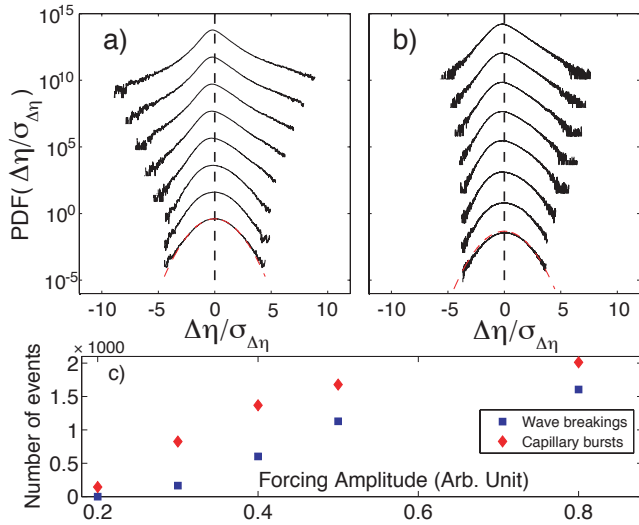 a)
b)
PDF( Δη/σ_Δη)
10^15
10^10
10^5
10^0
10^-5
-10 -5 0 5 10
-10 -5 0 5 10
Δη/σ_Δη
Δη/σ_Δη
× 1000
c)
Number of events
2
1.5
1
0.5
0
Wave breakings
Capillary bursts
Forcing Amplitude (Arb. Unit)
0.2 0.4 0.6 0.8